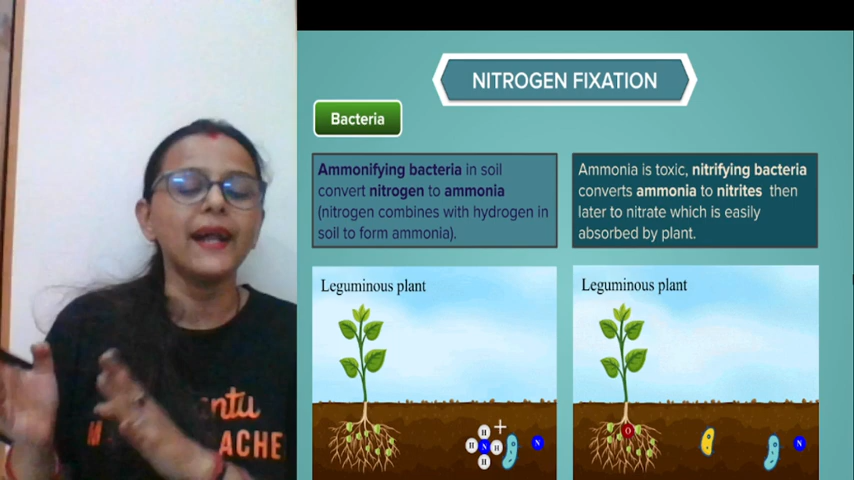 NITROGEN FIXATION
Bacteria
Ammonifying bacteria in soil
convert nitrogen to ammonia
(nitrogen combines with hydrogen in
soil to form ammonia).
Ammonia is toxic, nitrifying bacteria
converts ammonia to nitrites then
later to nitrate which is easily
absorbed by plant.
Leguminous plant
H
+
H N H
N
H
Leguminous plant
O
N
ntu
M
ACHE